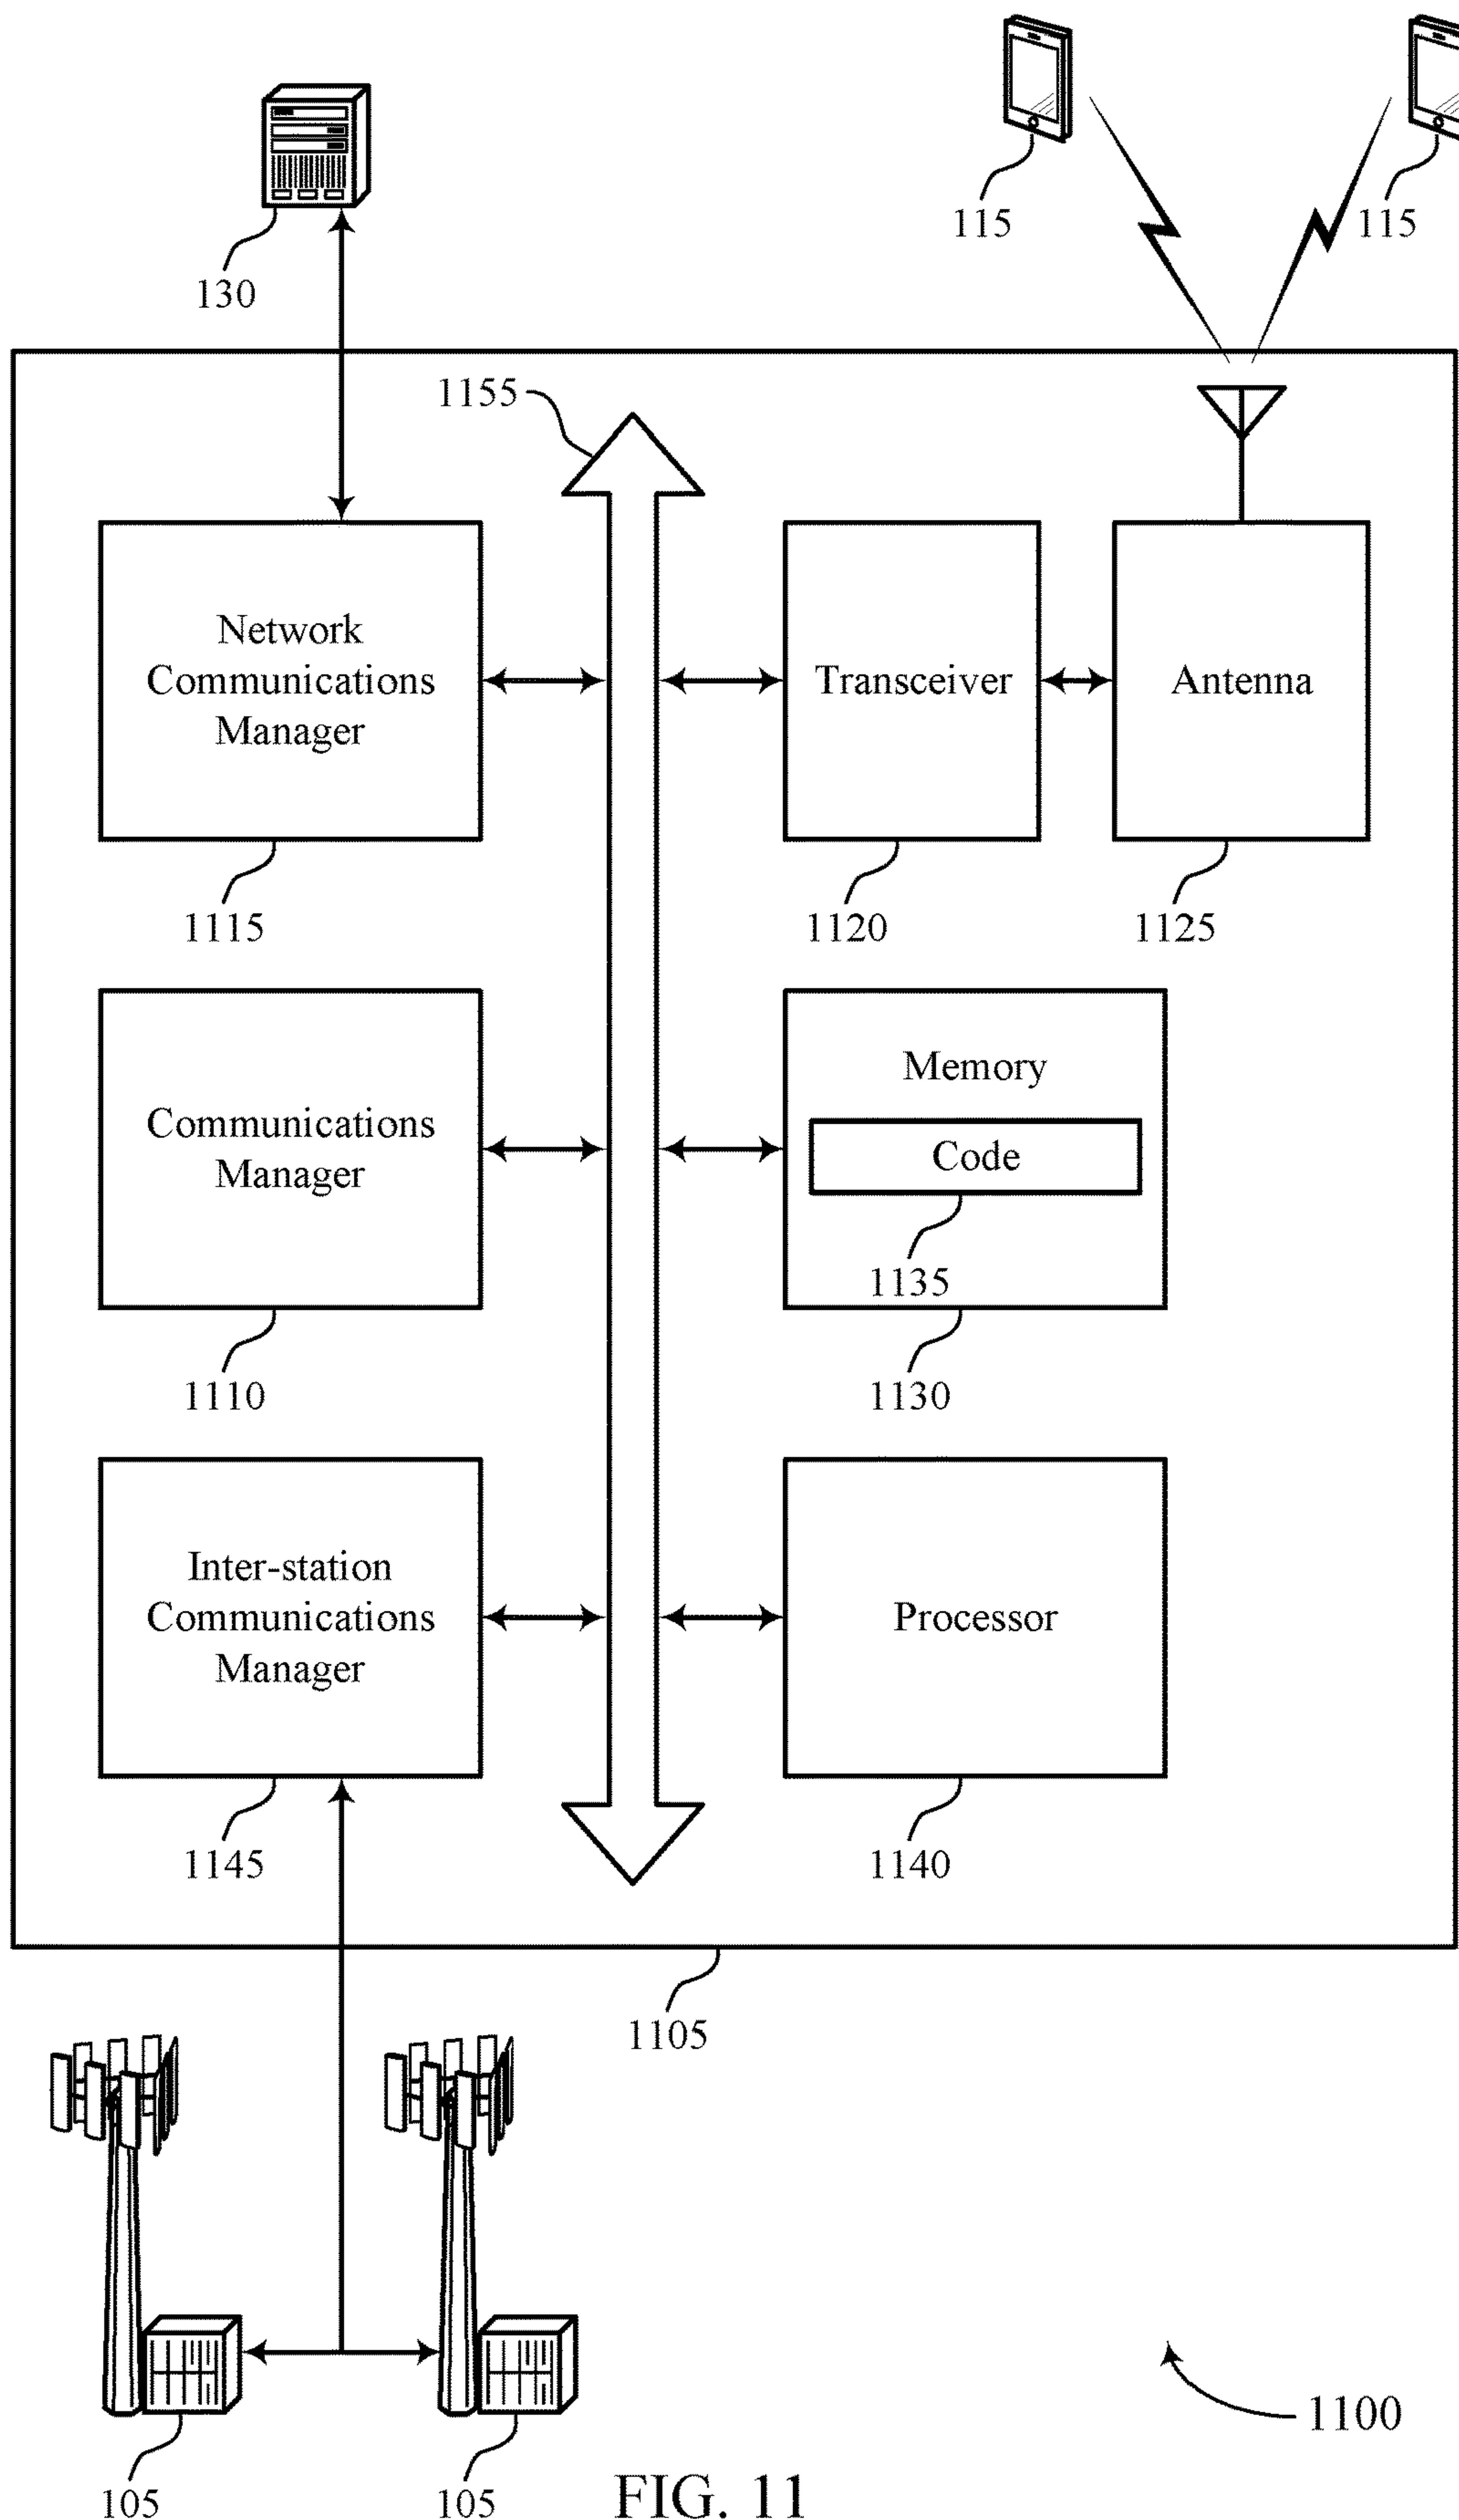 115
115
130
1155
Network
Communications
Manager
Transceiver
Antenna
1115
1120
1125
Communications
Manager
Memory
Code
1135
1110
1130
Inter-station
Communications
Manager
Processor
1145
1140
1105
1100
105
105
FIG. 11